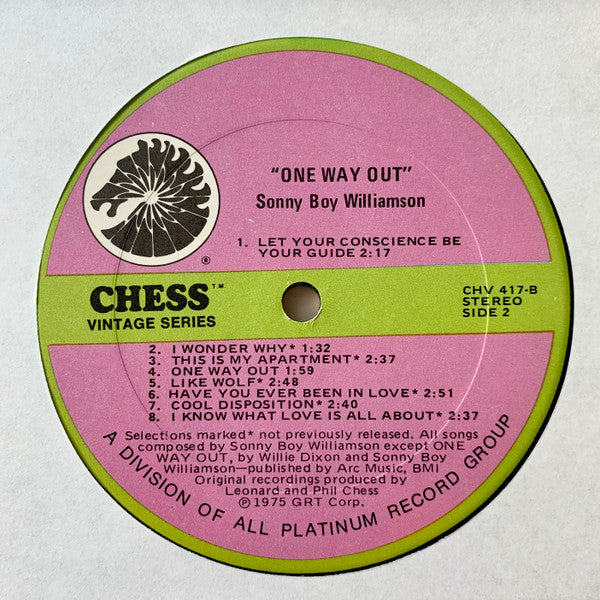 "ONE WAY OUT"
Sonny Boy Williamson
1. LET YOUR CONSCIENCE BE
YOUR GUIDE 2:17
®
CHESS™
VINTAGE SERIES
CHV 417-B
STEREO
SIDE 2
2. I WONDER WHY* 1:32
3. THIS IS MY APARTMENT* 2:37
4. ONE WAY OUT 1:59
5. LIKE WOLF* 2:48
6. HAVE YOU EVER BEEN IN LOVE* 2:51
7. COOL DISPOSITION* 2:40
8. I KNOW WHAT LOVE IS ALL ABOUT* 2:37
Selections marked* not previously released. All songs
composed by Sonny Boy Williamson except ONE
WAY OUT, by Willie Dixon and Sonny Boy
Williamson—published by Arc Music, BMI
Original recordings produced by
Leonard and Phil Chess
℗ 1975 GRT Corp.
A DIVISION OF ALL PLATINUM RECORD GROUP